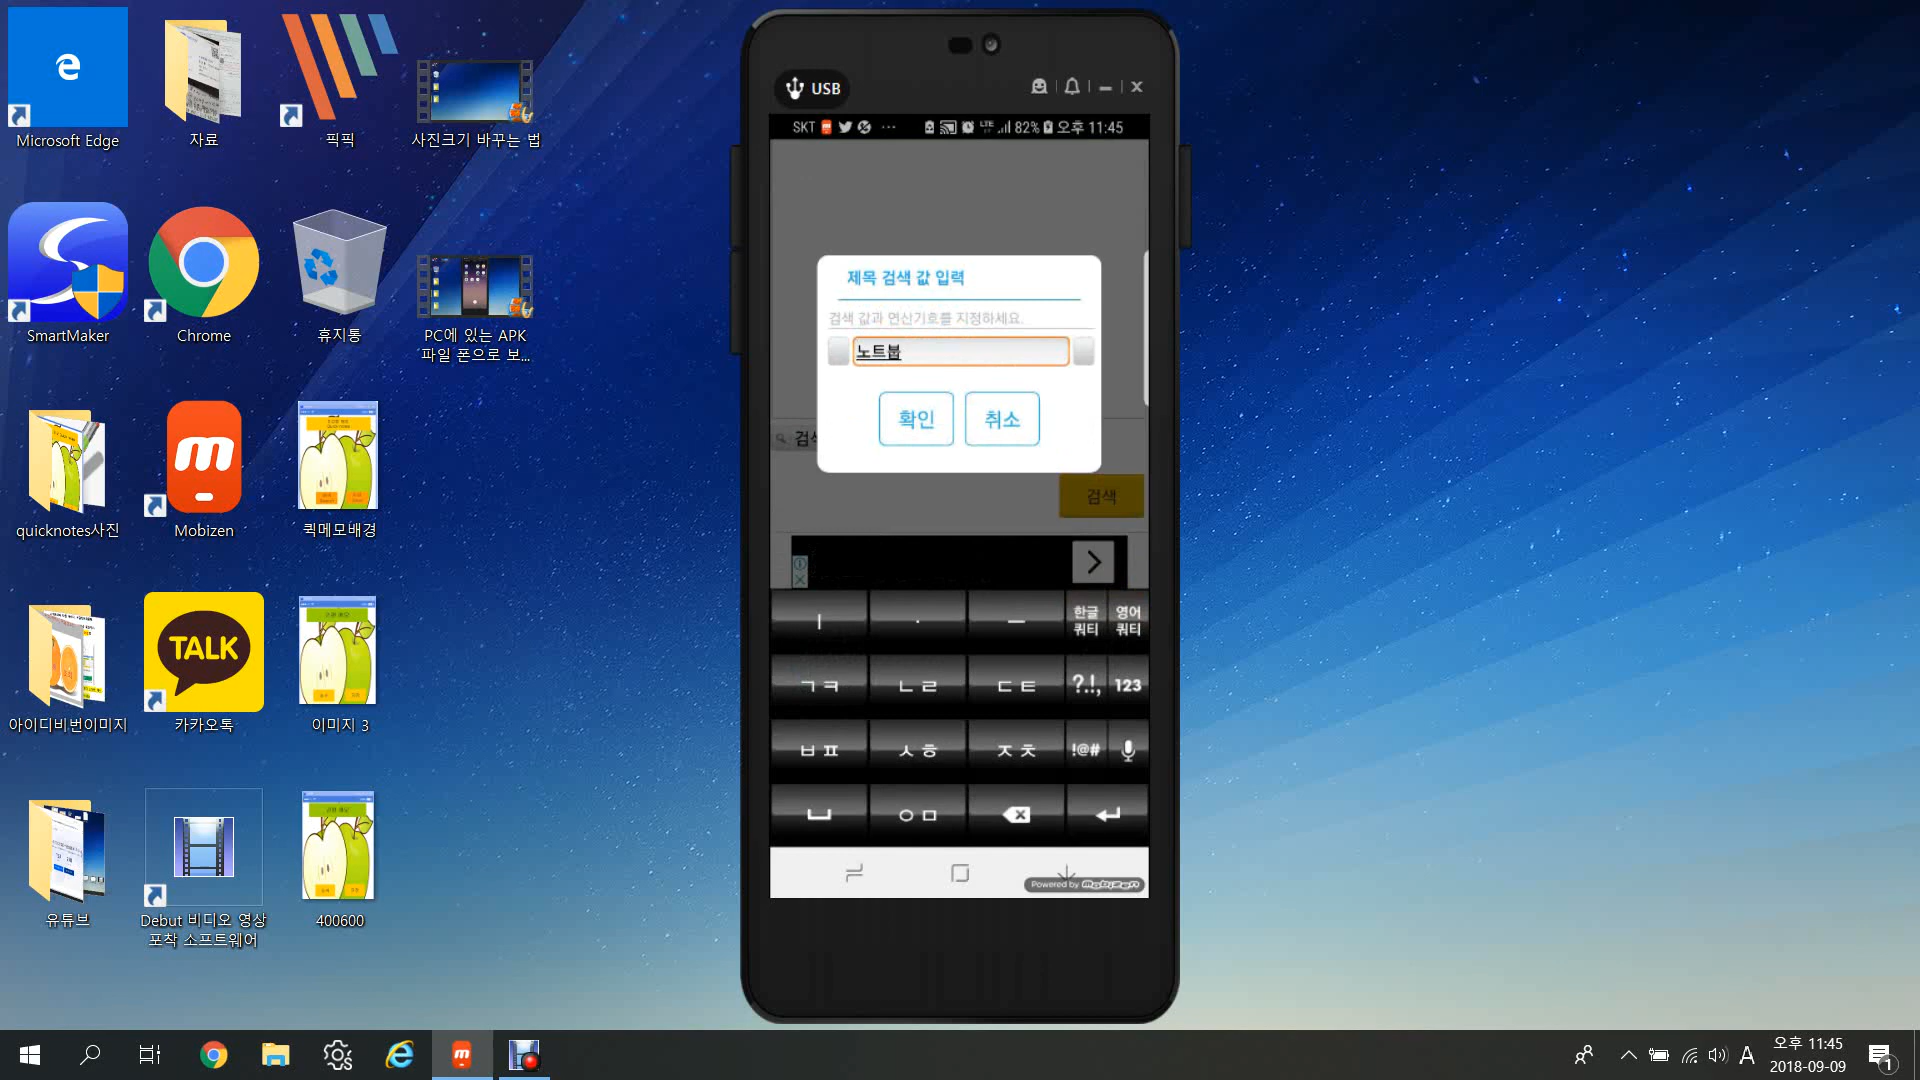 Microsoft Edge
자료
픽픽
사진크기 바꾸는 법
SmartMaker
Chrome
휴지통
PC에 있는 APK
파일 폰으로 보...
quicknotes사진
Mobizen
퀵메모배경
아이디비번이미지
TALK
카카오톡
이미지 3
유튜브
Debut 비디오 영상
포착 소프트웨어
400600
USB
SKT ··· LTE 82% 오후 11:45
제목 검색 값 입력
검색 값과 연산기호를 지정하세요.
노트붑
확인 취소
검색
ㅣ · ㅡ 한글 쿼티 영어 쿼티
ㄱㅋ ㄴㄹ ㄷㅌ ?.!, 123
ㅂㅍ ㅅㅎ ㅈㅊ !@#
ㅇㅁ
Powered by mobizen
A
오후 11:45
2018-09-09
1